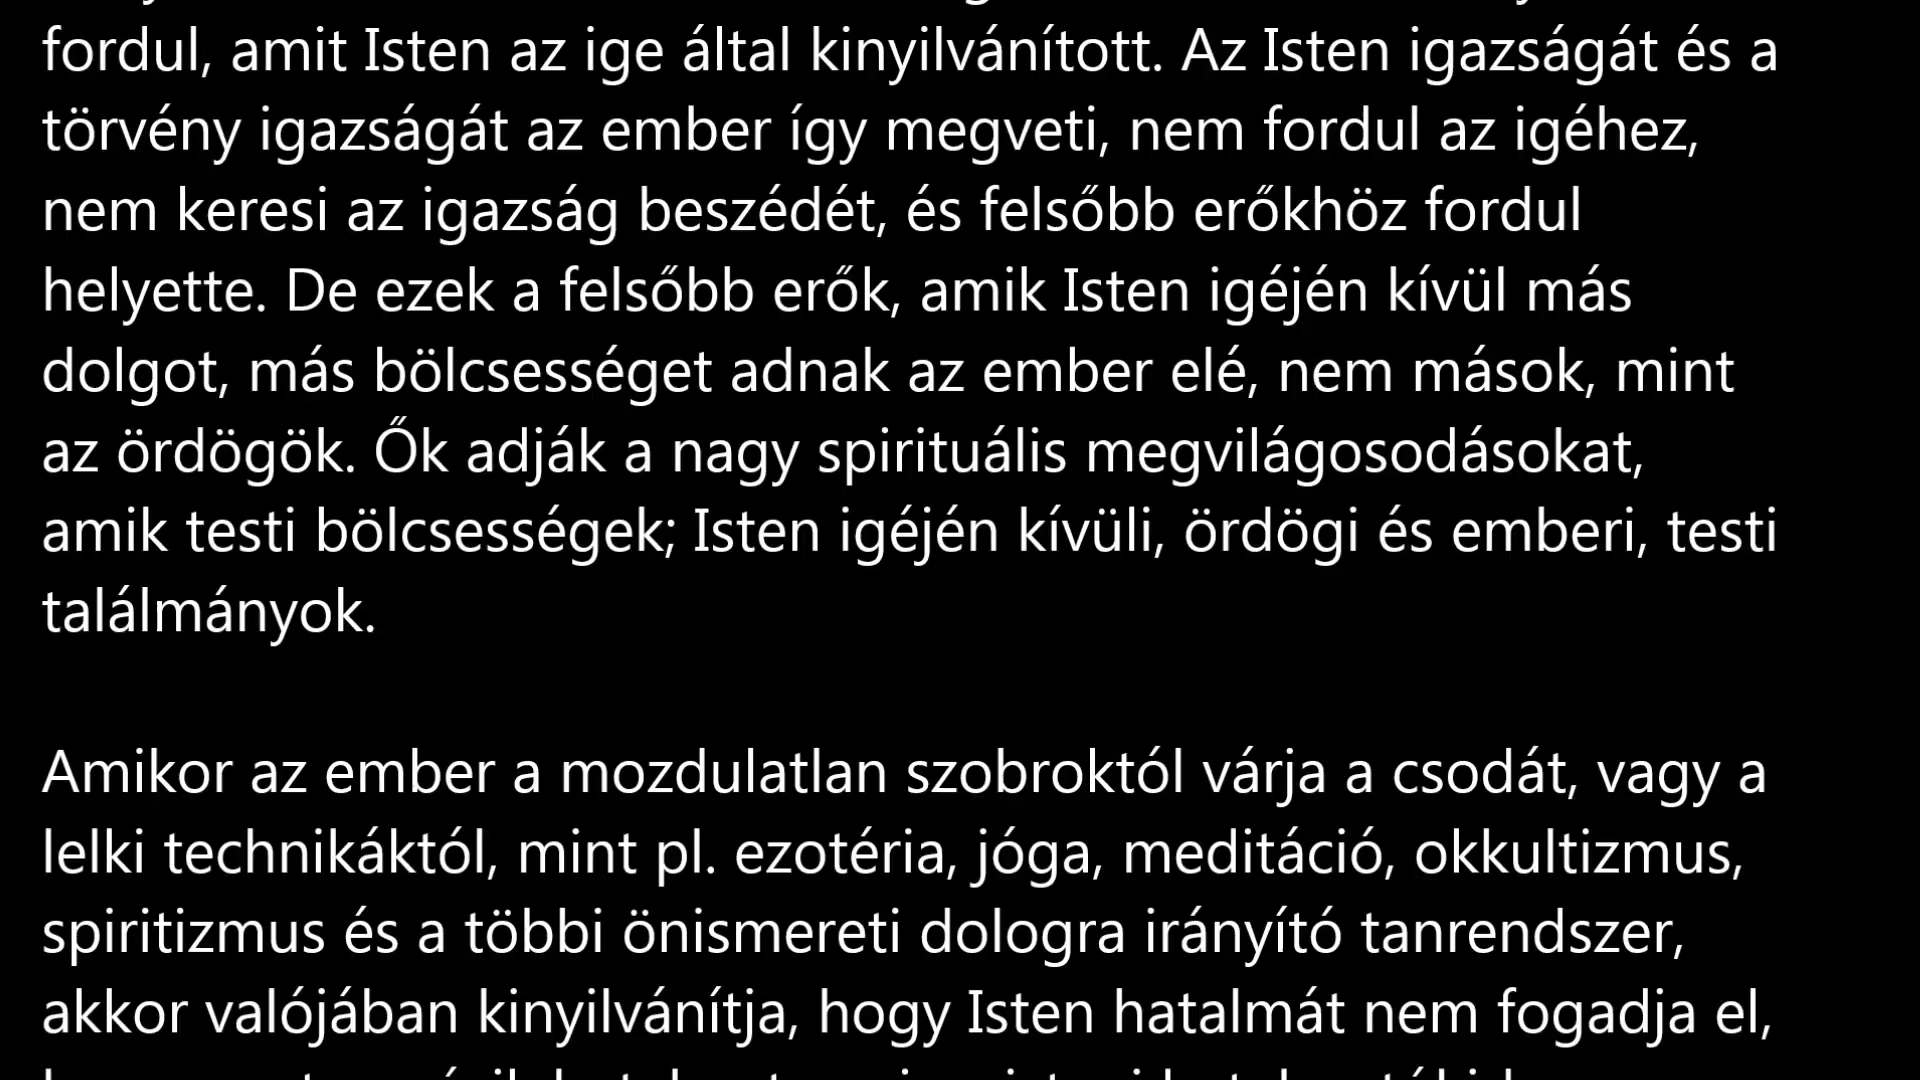 fordul, amit Isten az ige által kinyilvánított. Az Isten igazságát és a
törvény igazságát az ember így megveti, nem fordul az igéhez,
nem keresi az igazság beszédét, és felsőbb erőkhöz fordul
helyette. De ezek a felsőbb erők, amik Isten igéjén kívül más
dolgot, más bölcsességet adnak az ember elé, nem mások, mint
az ördögök. Ők adják a nagy spirituális megvilágosodásokat,
amik testi bölcsességek; Isten igéjén kívüli, ördögi és emberi, testi
találmányok.
Amikor az ember a mozdulatlan szobroktól várja a csodát, vagy a
lelki technikáktól, mint pl. ezotéria, jóga, meditáció, okkultizmus,
spiritizmus és a többi önismereti dologra irányító tanrendszer,
akkor valójában kinyilvánítja, hogy Isten hatalmát nem fogadja el,